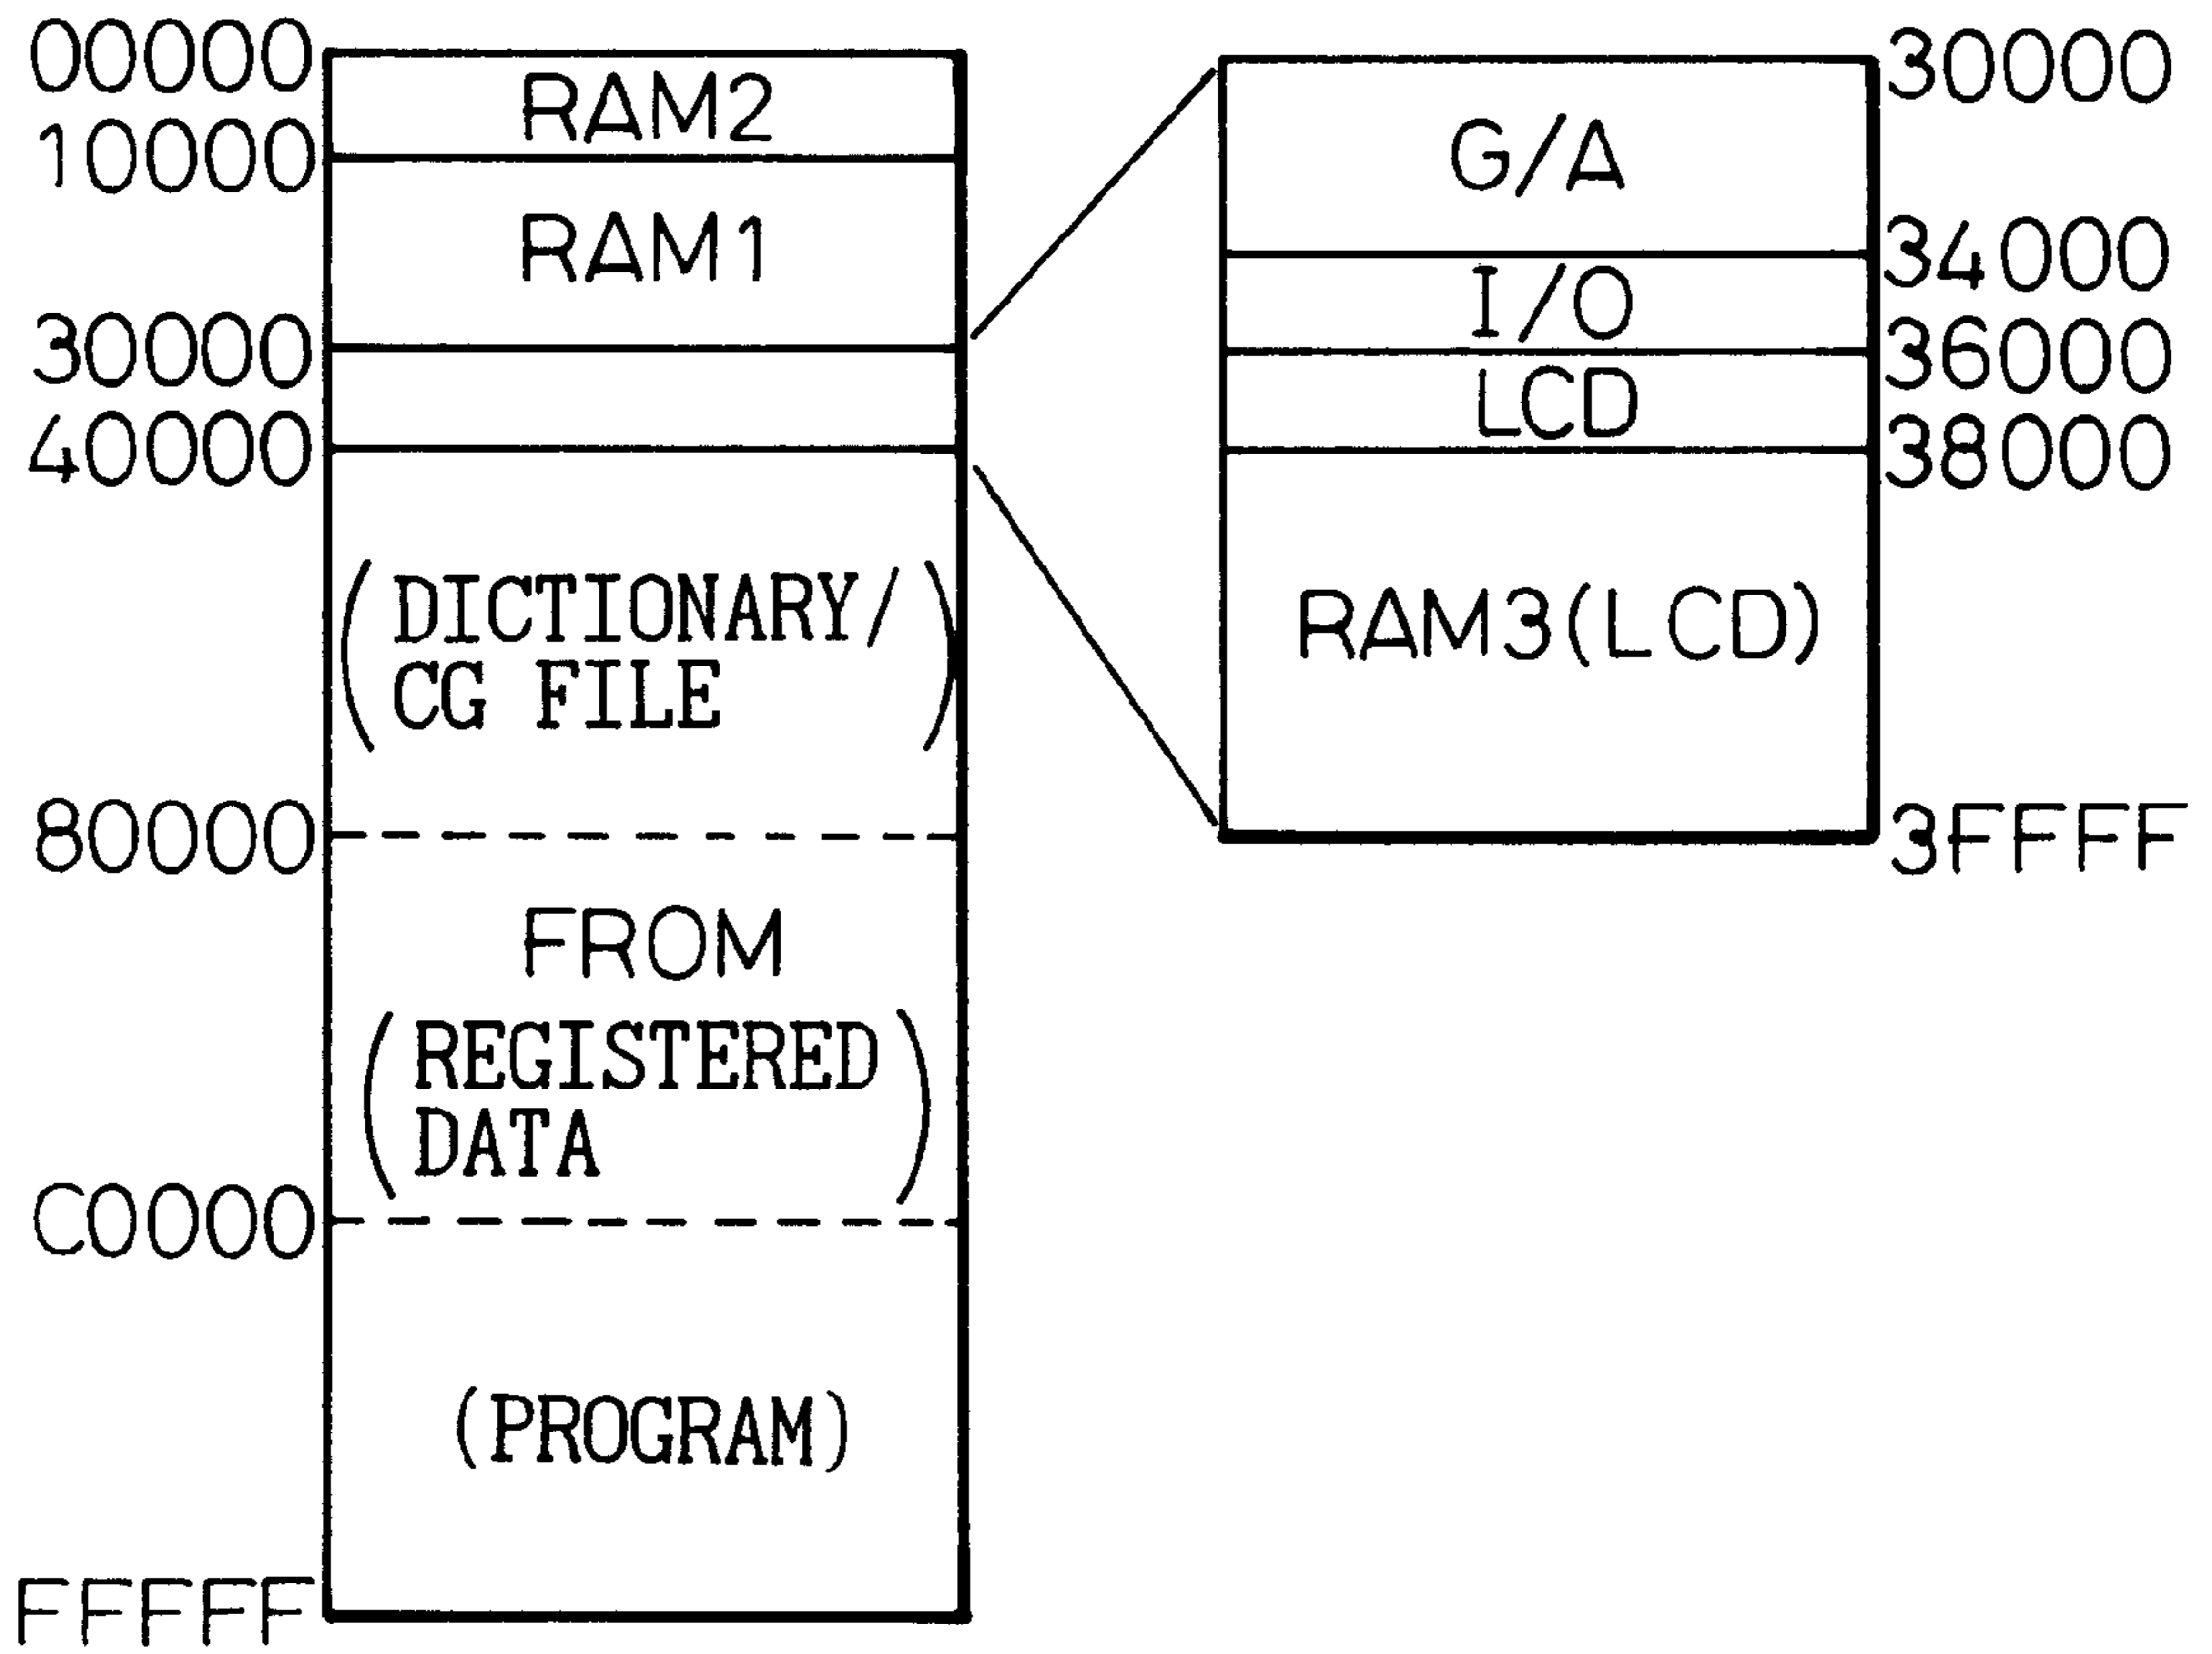 00000
RAM2
10000
RAM1
30000
40000
(DICTIONARY/
CG FILE)
80000
FROM
(REGISTERED
DATA)
C0000
(PROGRAM)
FFFFF
30000
G/A
34000
I/O
36000
LCD
38000
RAM3(LCD)
3FFFF